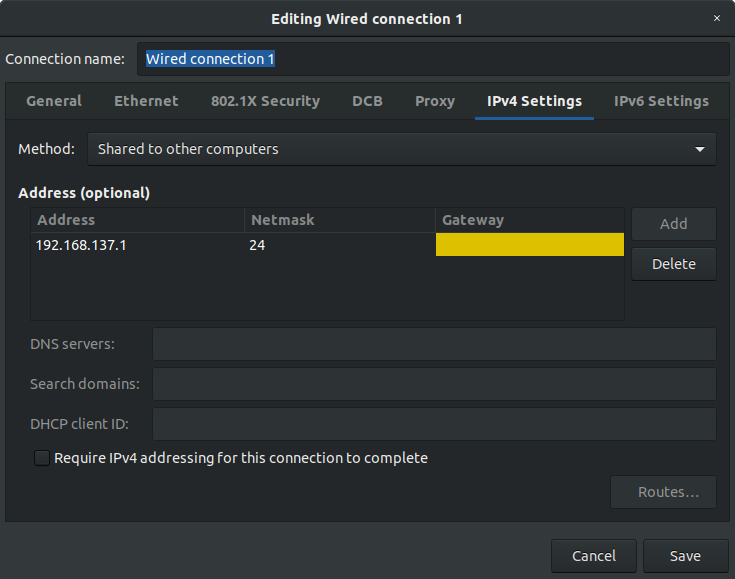 Editing Wired connection 1 ×
Connection name: Wired connection 1
General Ethernet 802.1X Security DCB Proxy IPv4 Settings IPv6 Settings
Method: Shared to other computers
Address (optional)
Address Netmask Gateway Add
192.168.137.1 24
Delete
DNS servers:
Search domains:
DHCP client ID:
Require IPv4 addressing for this connection to complete
Routes…
Cancel Save